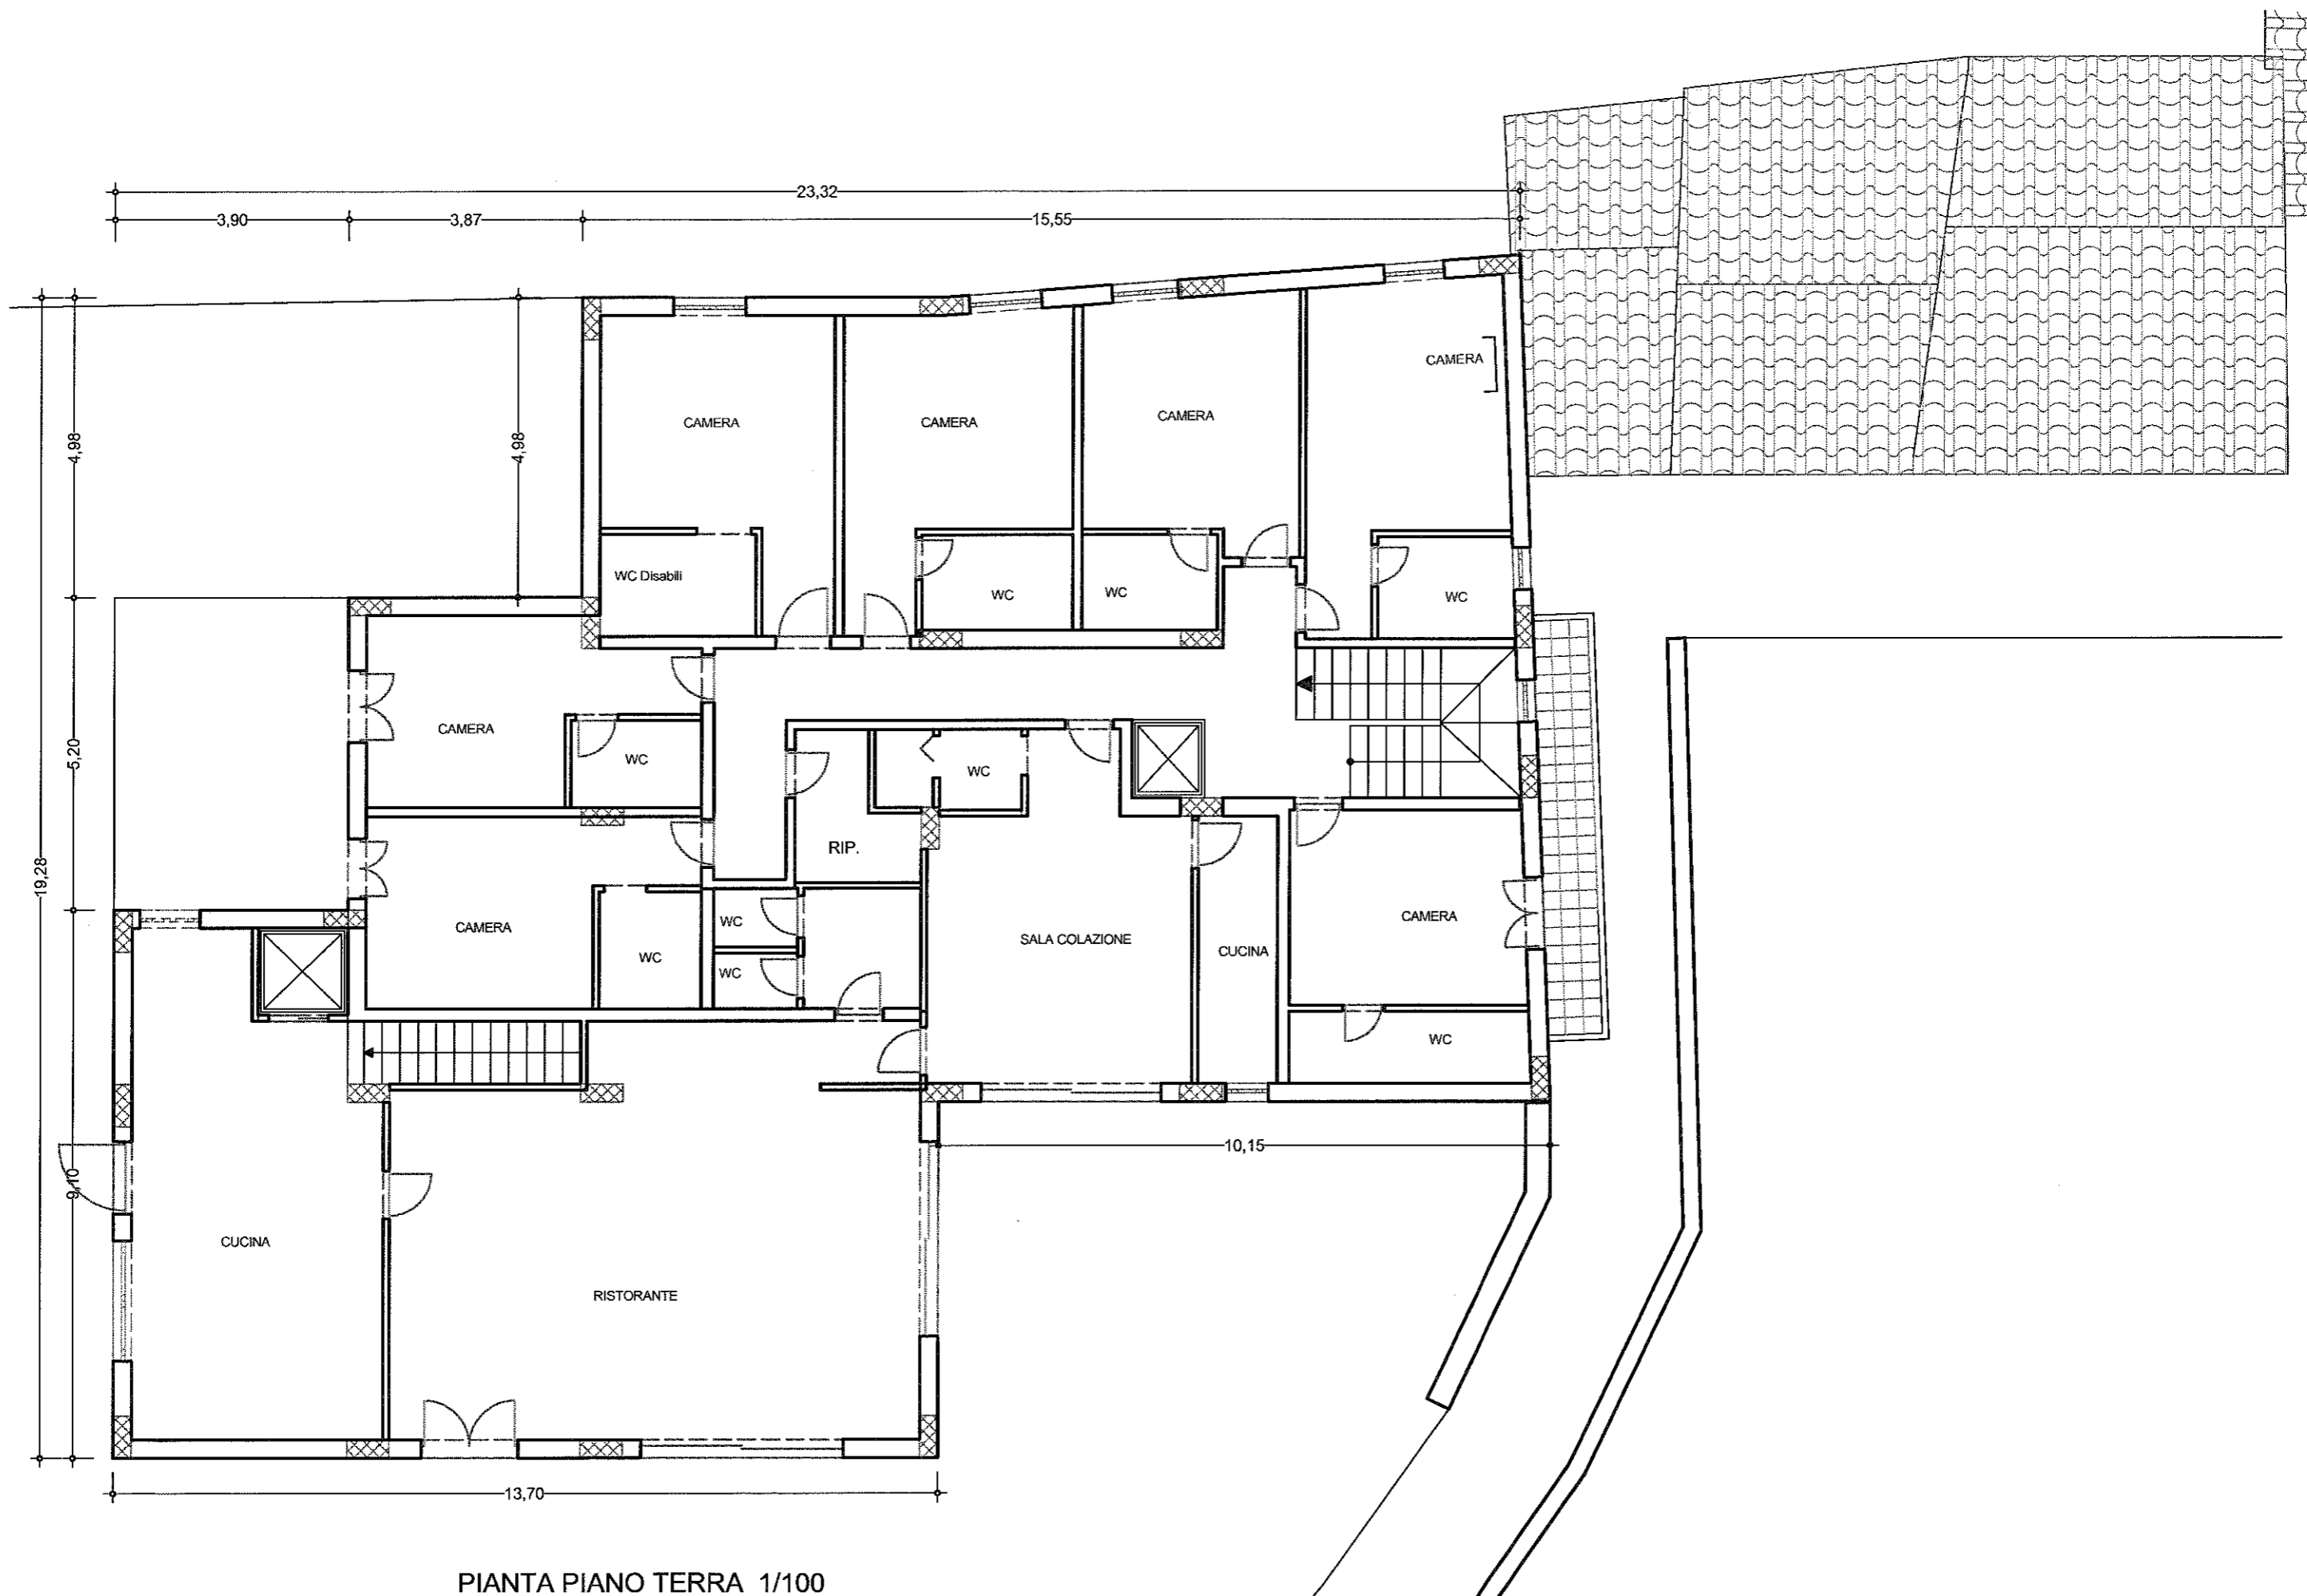 23,32
3,90
3,87
15,55
CAMERA
4,98
4,98
CAMERA
CAMERA
CAMERA
WC Disabili
WC
WC
WC
CAMERA
5,20
WC
WC
RIP.
19,28
CAMERA
WC
SALA COLAZIONE
CAMERA
CUCINA
WC
WC
WC
10,15
9,10
CUCINA
RISTORANTE
13,70
PIANTA PIANO TERRA 1/100